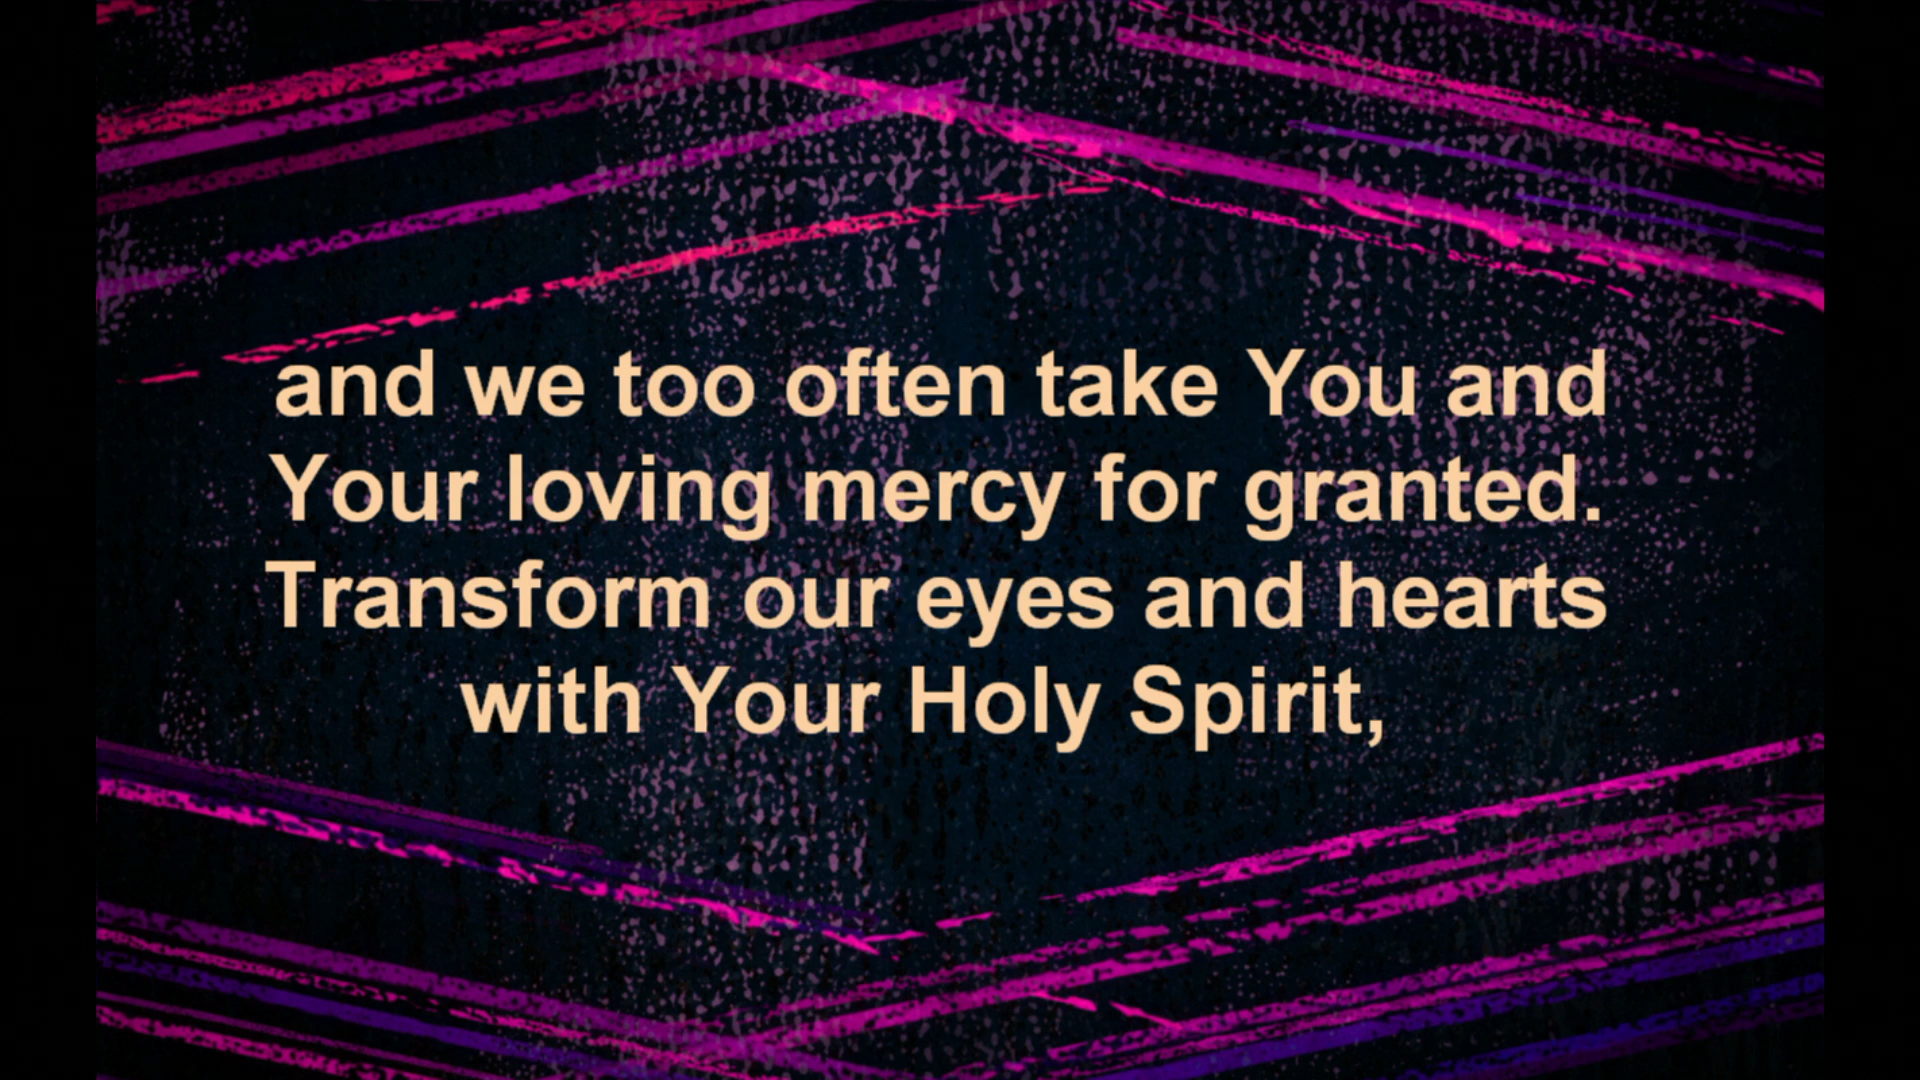 and we too often take You and
Your loving mercy for granted.
Transform our eyes and hearts
with Your Holy Spirit,